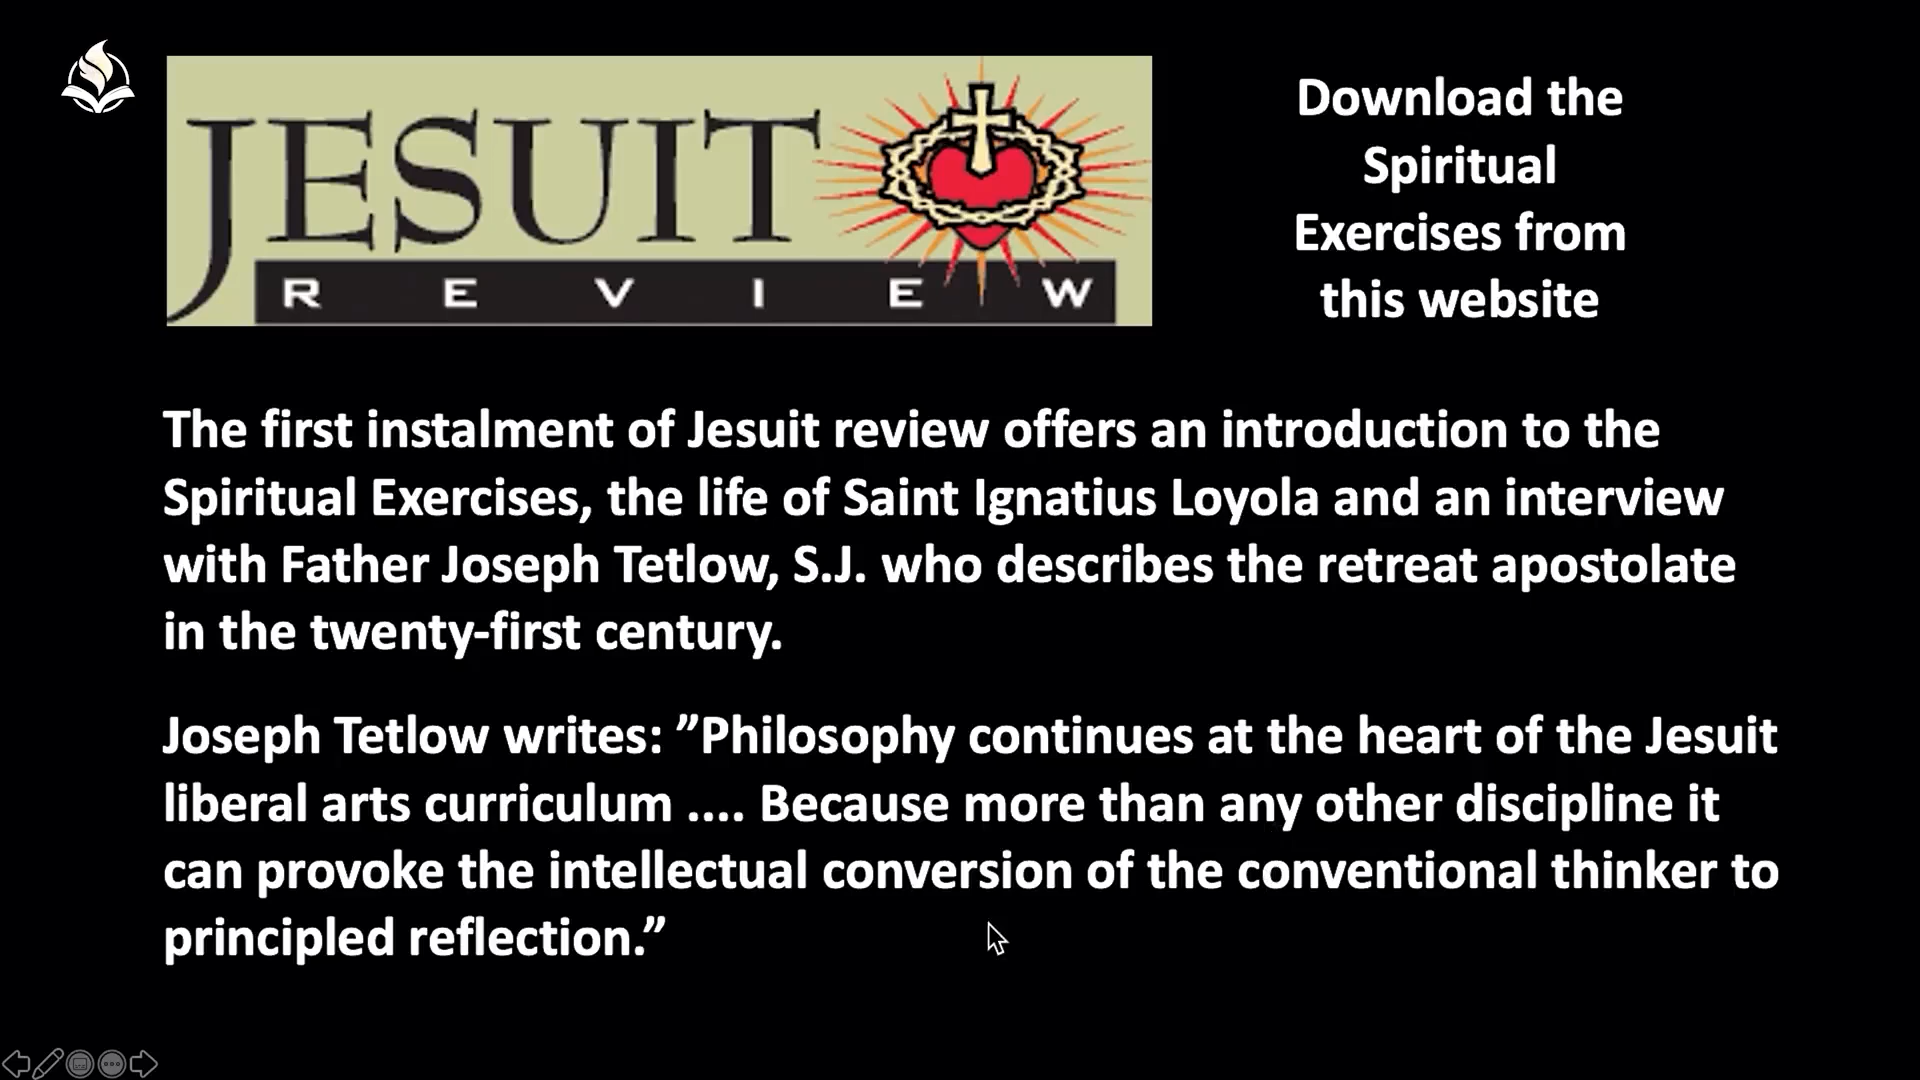 JESUIT
REVIEW
Download the
Spiritual
Exercises from
this website
The first instalment of Jesuit review offers an introduction to the
Spiritual Exercises, the life of Saint Ignatius Loyola and an interview
with Father Joseph Tetlow, S.J. who describes the retreat apostolate
in the twenty-first century.
Joseph Tetlow writes: ”Philosophy continues at the heart of the Jesuit
liberal arts curriculum .... Because more than any other discipline it
can provoke the intellectual conversion of the conventional thinker to
principled reflection.”